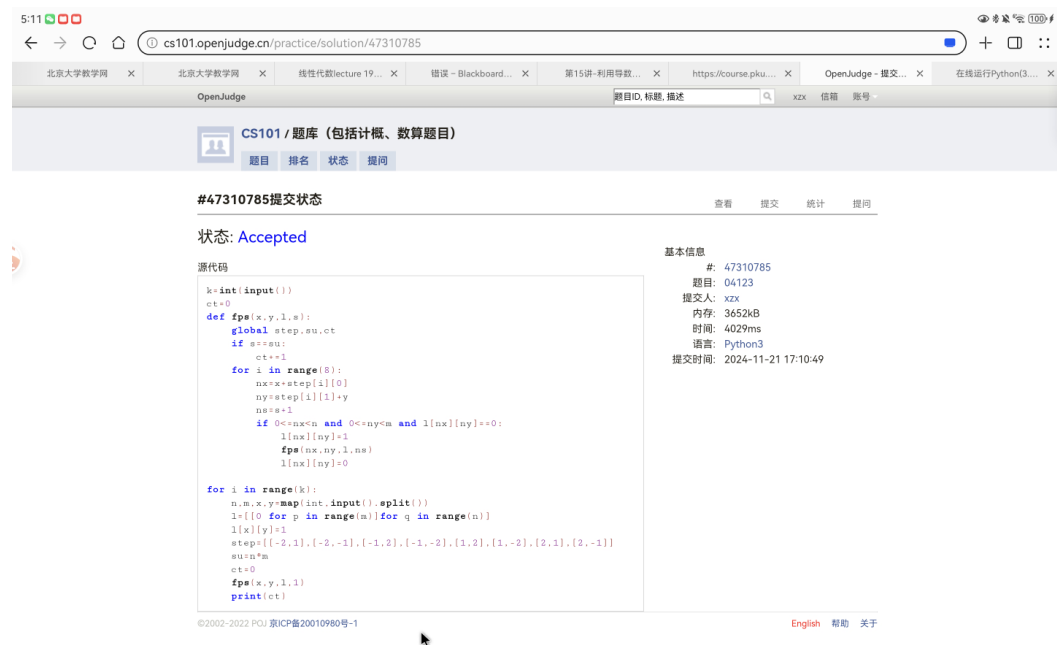 5:11
100
cs101.openjudge.cn/practice/solution/47310785
北京大学教学网 ×
北京大学教学网 ×
线性代数lecture 19... ×
错误 – Blackboard... ×
第15讲-利用导数... ×
https://course.pku.... ×
OpenJudge – 提交... ×
在线运行Python(3.... ×
OpenJudge
题目ID, 标题, 描述
xzx 信箱 账号
CS101 / 题库（包括计概、数算题目）
题目 排名 状态 提问
#47310785提交状态
查看 提交 统计 提问
状态: Accepted
源代码
k=int(input())
ct=0
def fps(x,y,l,s):
    global step,su,ct
    if s==su:
        ct+=1
    for i in range(8):
        nx=x+step[i][0]
        ny=step[i][1]+y
        ns=s+1
        if 0<=nx<n and 0<=ny<m and l[nx][ny]==0:
            l[nx][ny]=1
            fps(nx,ny,l,ns)
            l[nx][ny]=0
for i in range(k):
    n,m,x,y=map(int,input().split())
    l=[[0 for p in range(m)]for q in range(n)]
    l[x][y]=1
    step=[[-2,1],[-2,-1],[-1,2],[-1,-2],[1,2],[1,-2],[2,1],[2,-1]]
    su=n*m
    ct=0
    fps(x,y,l,1)
    print(ct)
基本信息
#: 47310785
题目: 04123
提交人: xzx
内存: 3652kB
时间: 4029ms
语言: Python3
提交时间: 2024-11-21 17:10:49
©2002-2022 POJ 京ICP备20010980号-1
English 帮助 关于